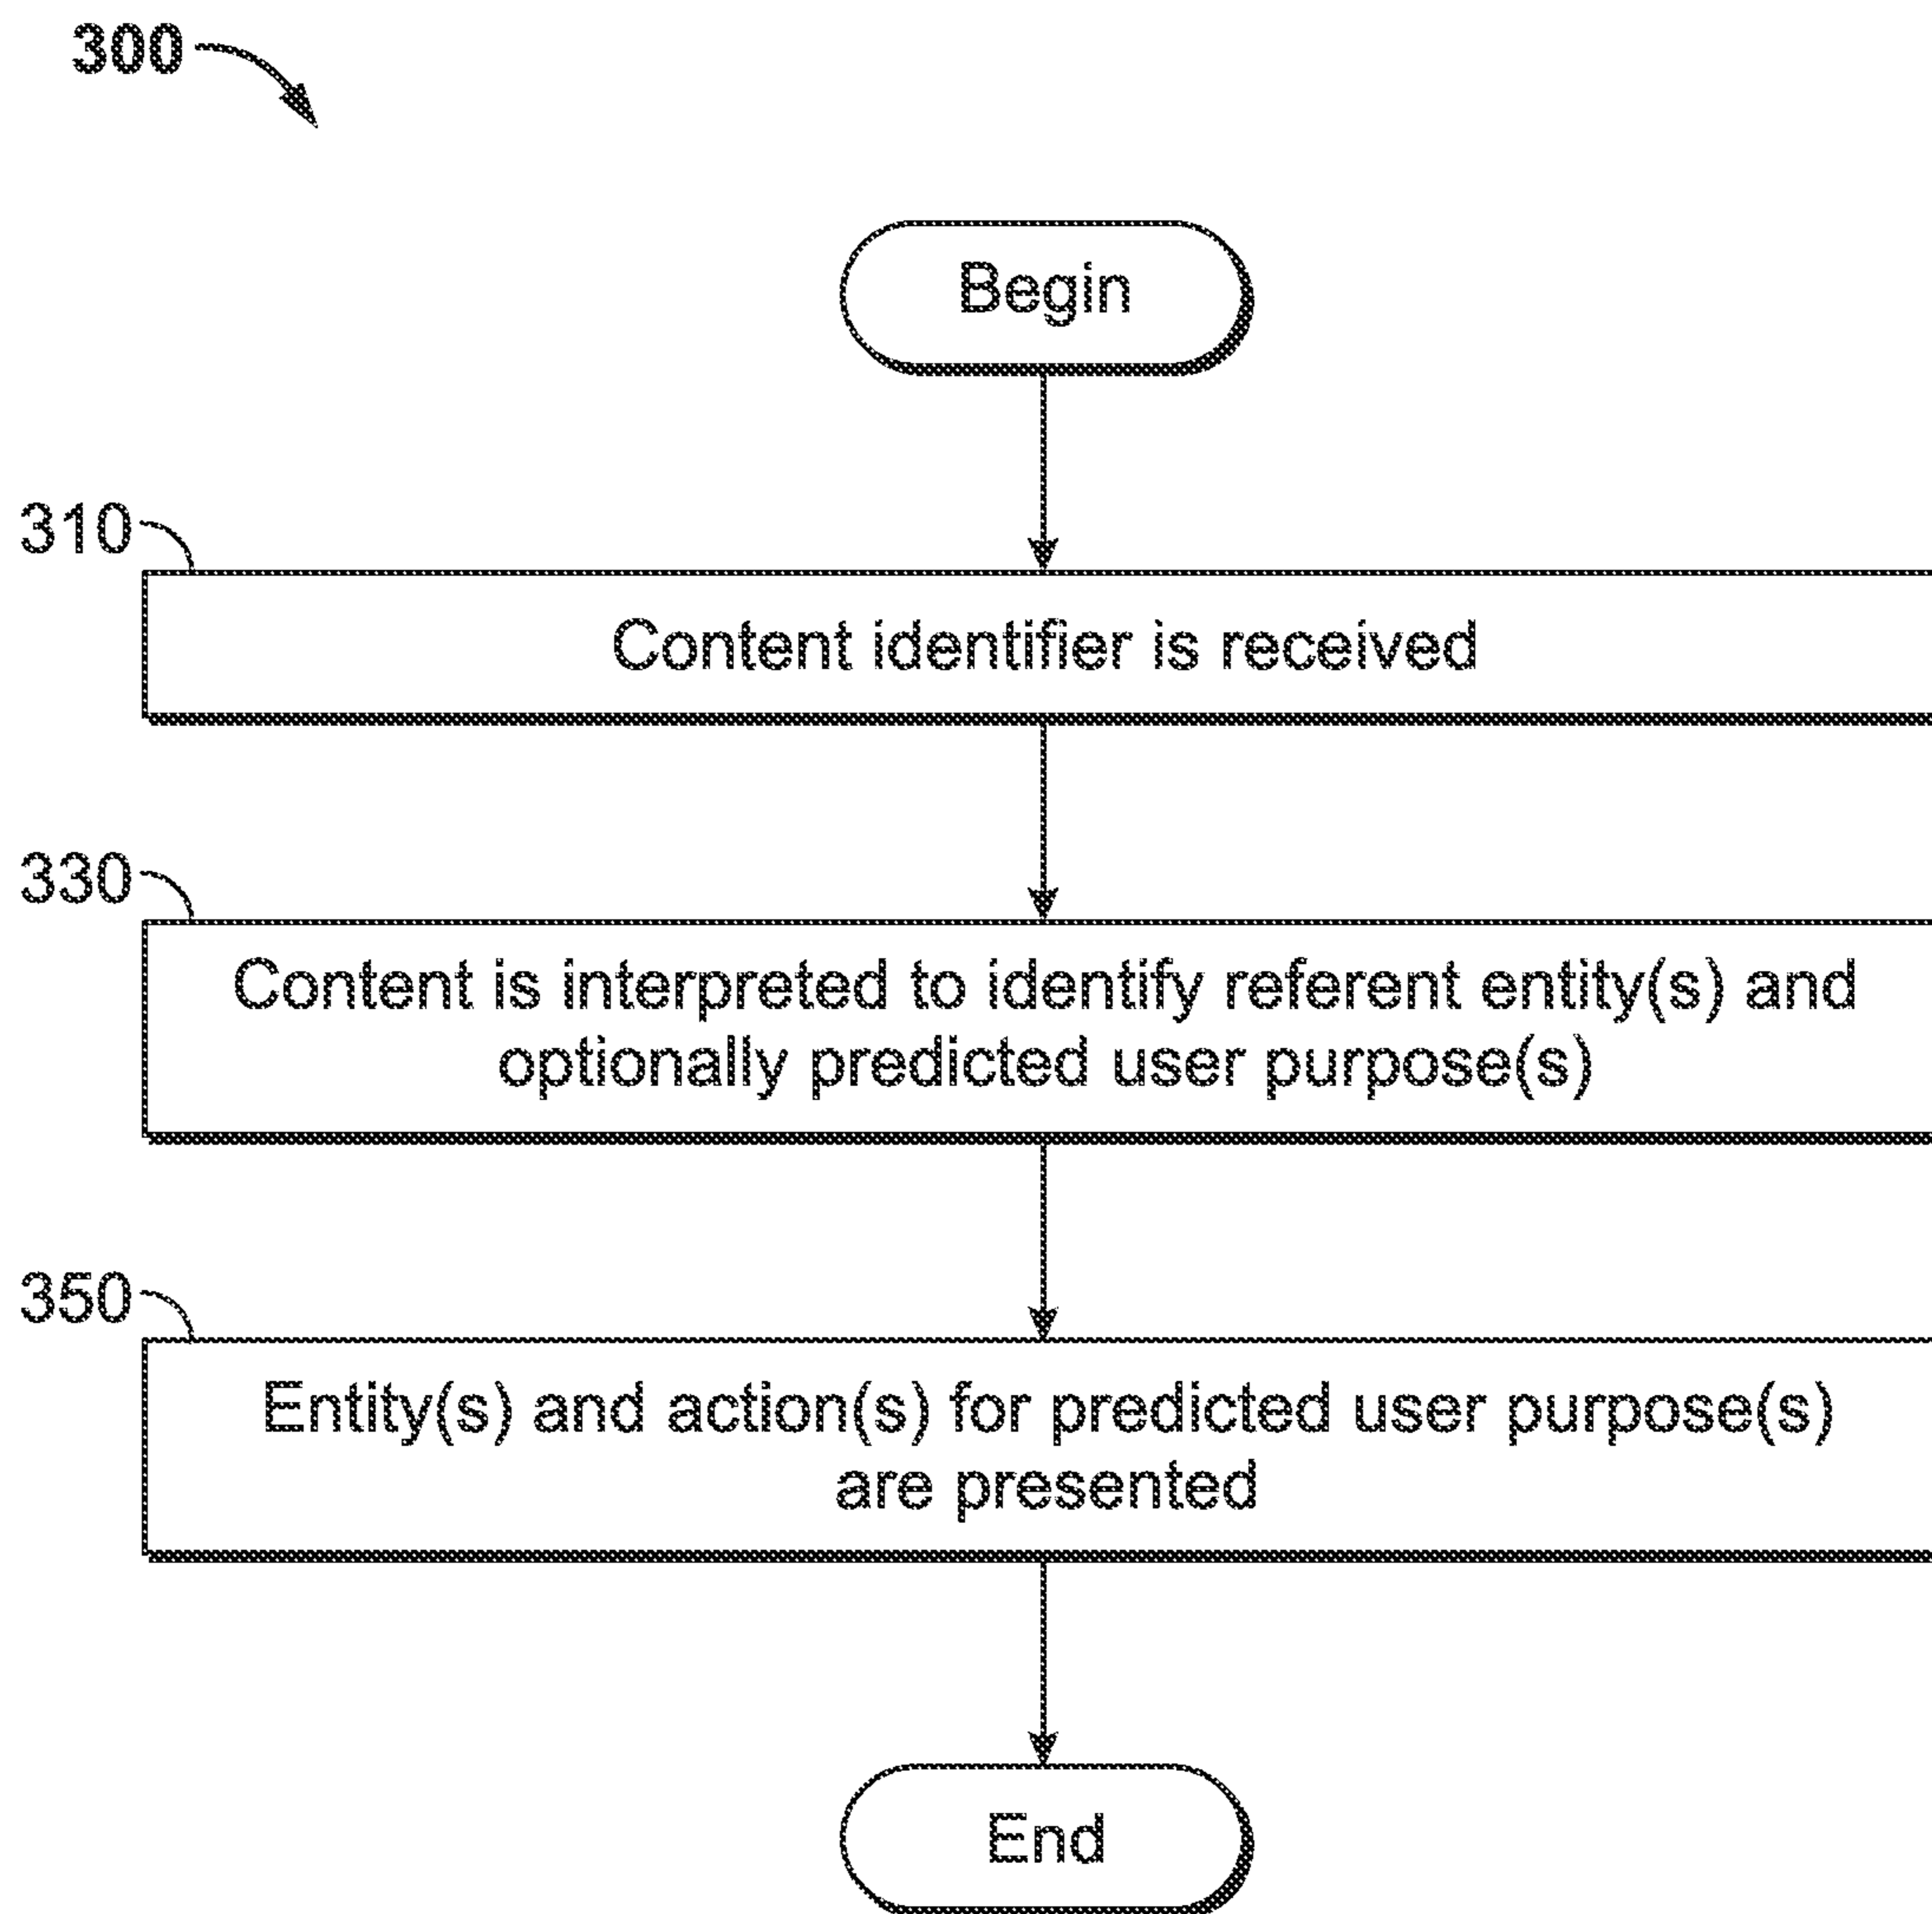 300
Begin
310
Content identifier is received
330
Content is interpreted to identify referent entity(s) and
optionally predicted user purpose(s)
350
Entity(s) and action(s) for predicted user purpose(s)
are presented
End